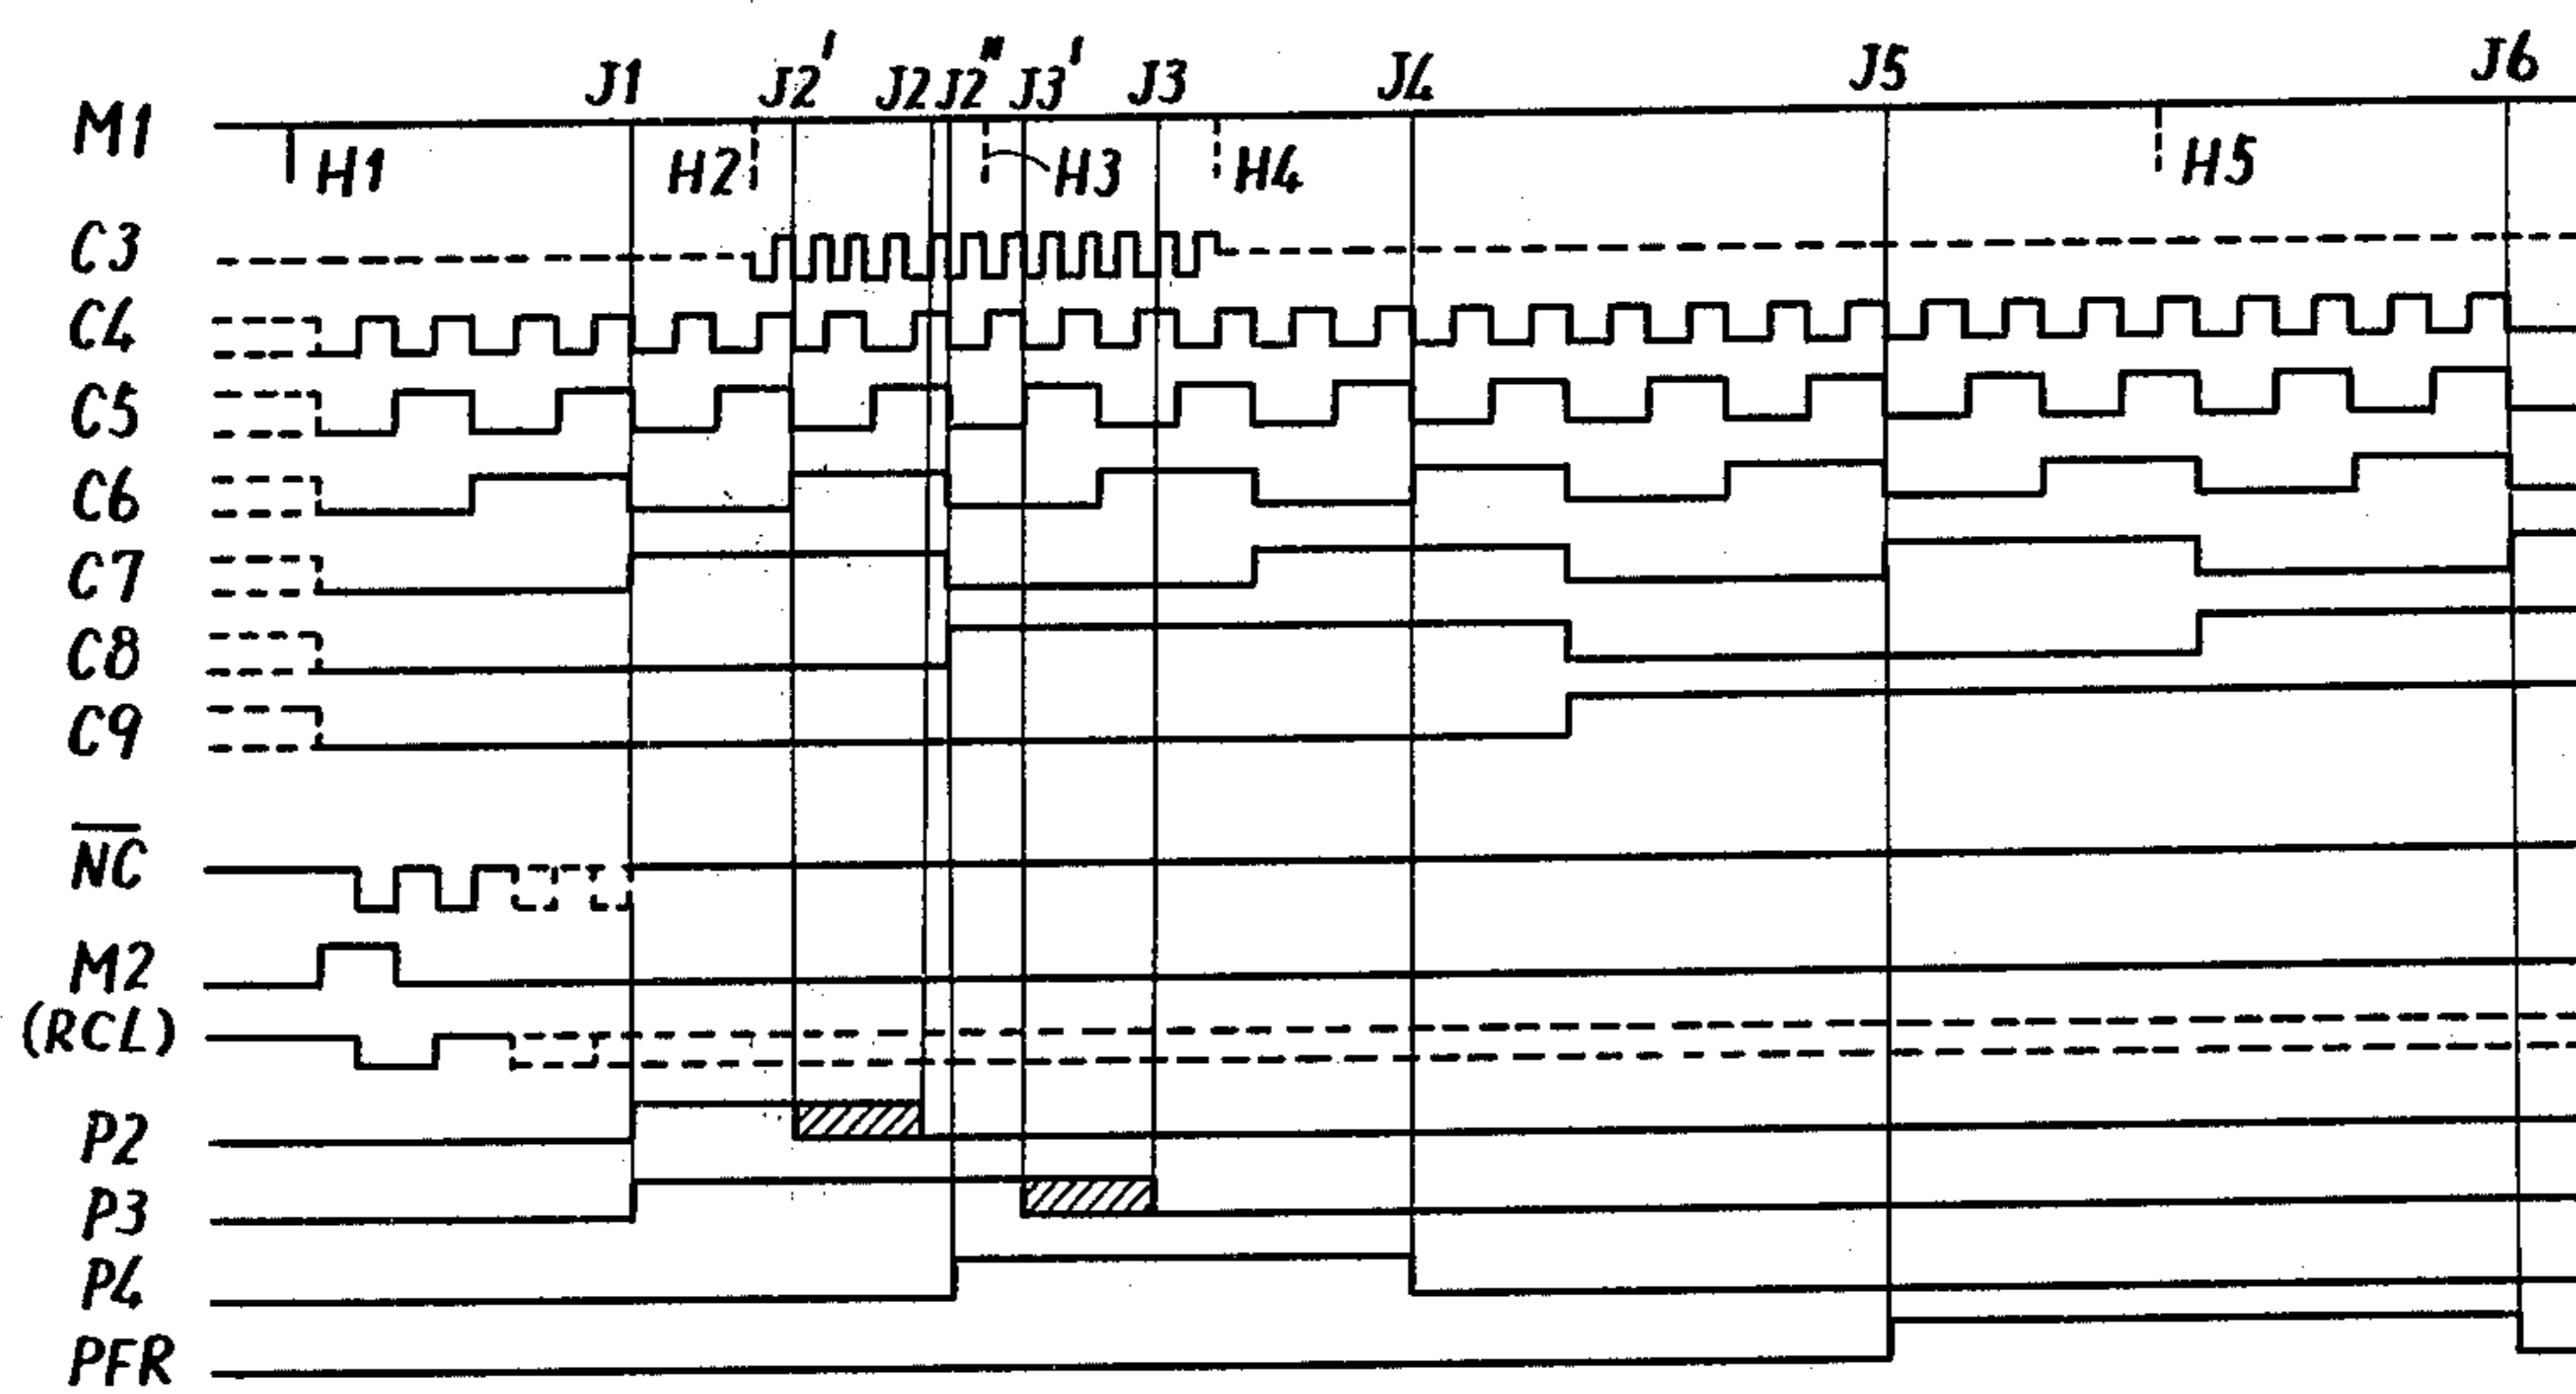 J1 J2' J2 J2" J3' J3 J4 J5 J6
M1
H1 H2 H3 H4 H5
C3
C4
C5
C6
C7
C8
C9
N̅C̅
M2
(RCL)
P2
P3
P4
PFR